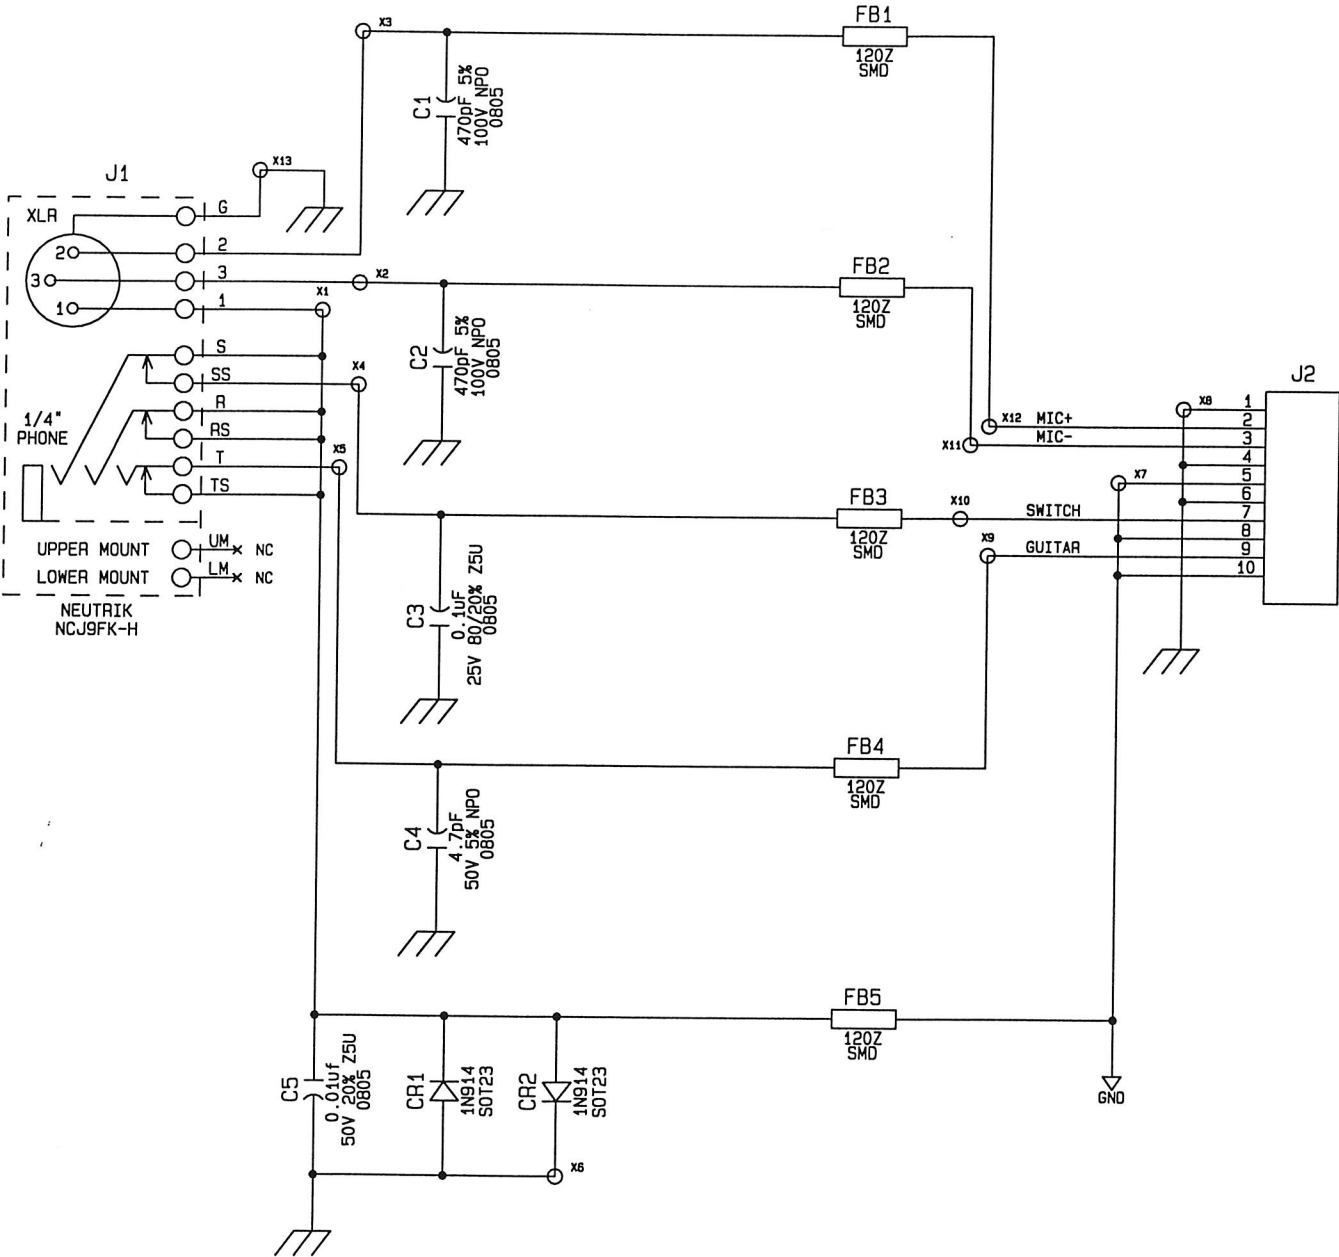 X3
FB1
120Z
SMD
C1
470pF 5%
100V NPO
0805
J1
X13
XLR
G
2
2
3
3
1
1
X1
X2
FB2
120Z
SMD
C2
470pF 5%
100V NPO
0805
S
SS
R
RS
T
TS
X4
X5
1/4"
PHONE
UPPER MOUNT
UM
NC
LOWER MOUNT
LM
NC
NEUTRIK
NCJ9FK-H
J2
X8
X12
MIC+
X11
MIC-
X7
1
2
3
4
5
6
7
8
9
10
FB3
120Z
SMD
X10
SWITCH
X9
GUITAR
C3
0.1uF
25V 80/20% Z5U
0805
FB4
120Z
SMD
C4
4.7pF
50V 5% NPO
0805
FB5
120Z
SMD
C5
0.01uf
50V 20% Z5U
0805
CR1
1N914
SOT23
CR2
1N914
SOT23
X6
GND